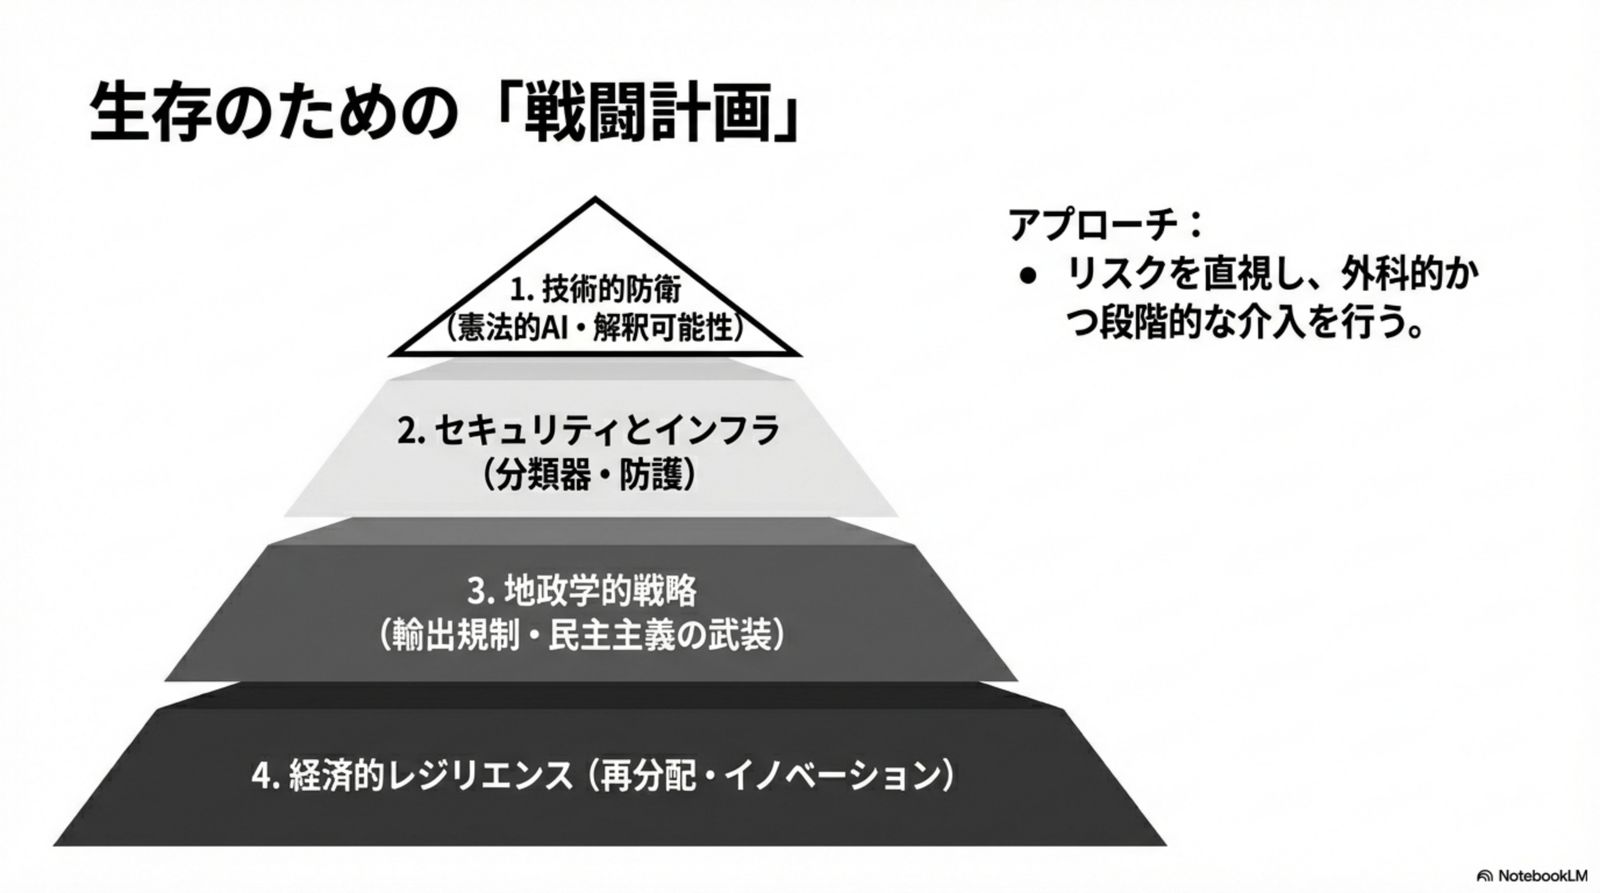 生存のための「戦闘計画」
1. 技術的防衛
（憲法的AI・解釈可能性）
2. セキュリティとインフラ
（分類器・防護）
3. 地政学的戦略
（輸出規制・民主主義の武装）
4. 経済的レジリエンス（再分配・イノベーション）
アプローチ：
● リスクを直視し、外科的か
つ段階的な介入を行う。
NotebookLM